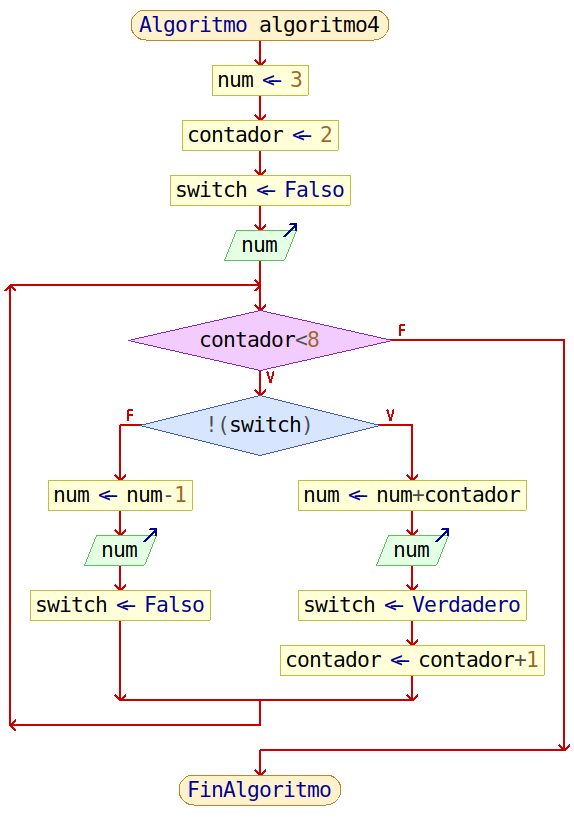 Algoritmo algoritmo4
num ← 3
contador ← 2
switch ← Falso
num
contador<8
F
V
!(switch)
F
V
num ← num-1
num ← num+contador
num
num
switch ← Falso
switch ← Verdadero
contador ← contador+1
FinAlgoritmo